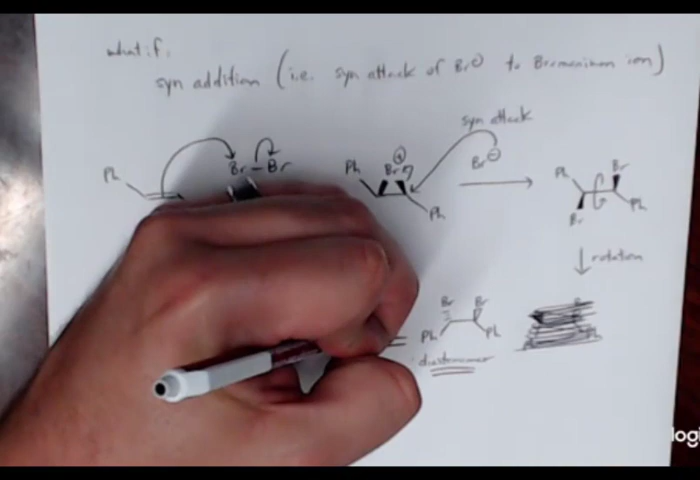 what if:
syn addition (i.e. syn attack of Br⊖ to Bromonium ion)
syn attack
Ph Br-Br Ph Br⊕ Br⊖ Ph Br
Ph Ph
Br
rotation
Br Br
Ph Ph
diastereomer
logi